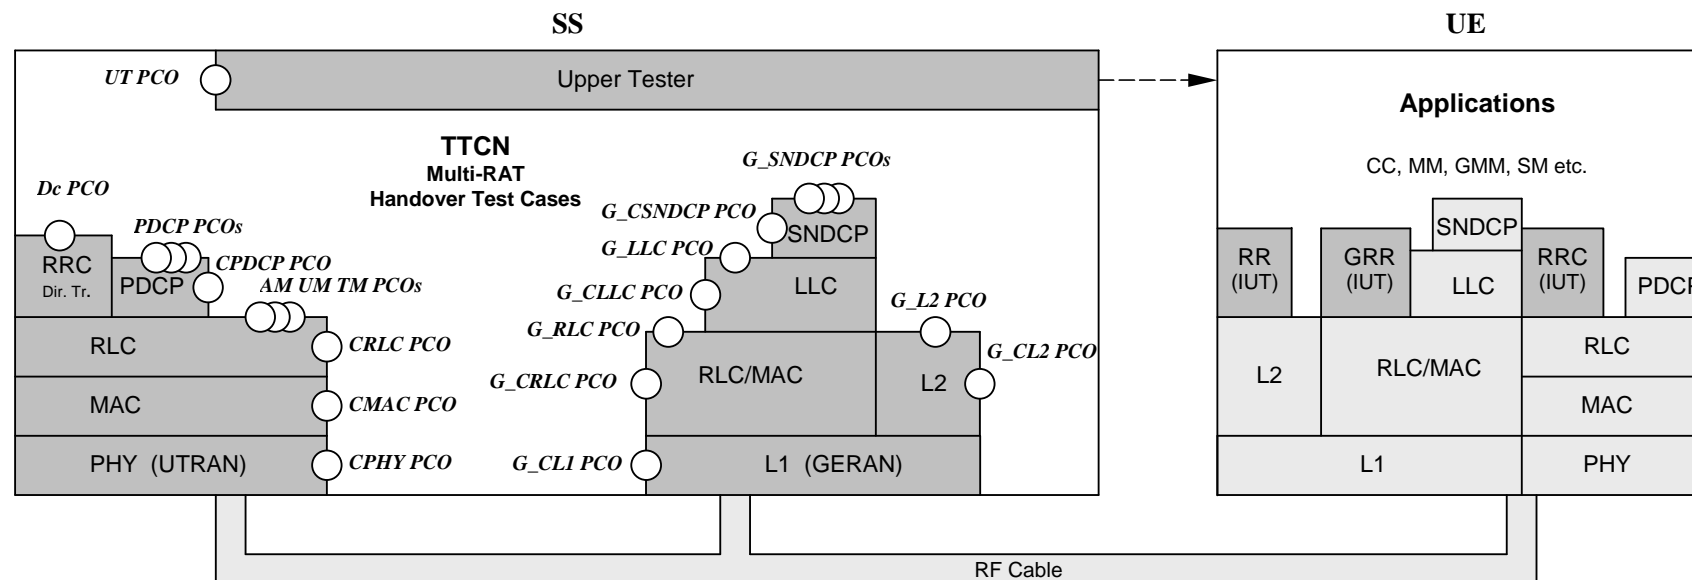 SS
UE
UT PCO
Upper Tester
Applications
TTCN
Multi-RAT
Handover Test Cases
G_SNDCP PCOs
CC, MM, GMM, SM etc.
Dc PCO
PDCP PCOs
G_CSNDCP PCO
SNDCP
SNDCP
RRC
Dir. Tr.
PDCP
CPDCP PCO
AM UM TM PCOs
G_LLC PCO
G_CLLC PCO
LLC
G_L2 PCO
RR
(IUT)
GRR
(IUT)
LLC
RRC
(IUT)
PDCP
RLC
CRLC PCO
G_RLC PCO
G_CRLC PCO
RLC/MAC
L2
G_CL2 PCO
L2
RLC/MAC
RLC
MAC
CMAC PCO
MAC
PHY (UTRAN)
CPHY PCO
G_CL1 PCO
L1 (GERAN)
L1
PHY
RF Cable